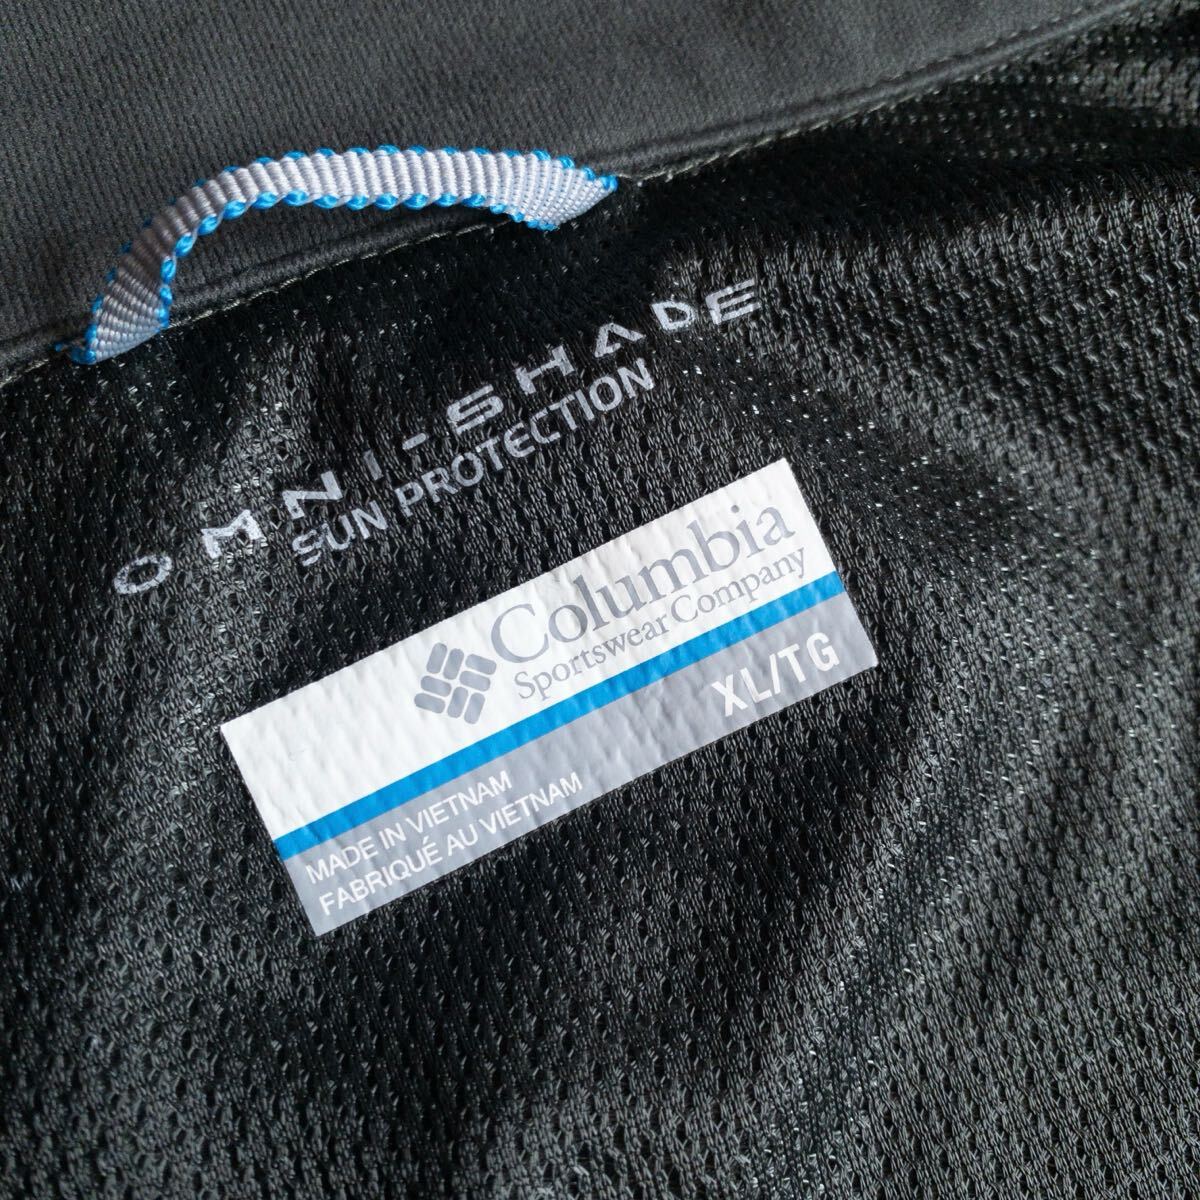 OMNI-SHADE
SUN PROTECTION
Columbia
Sportswear Company
XL/TG
MADE IN VIETNAM
FABRIQUÉ AU VIETNAM